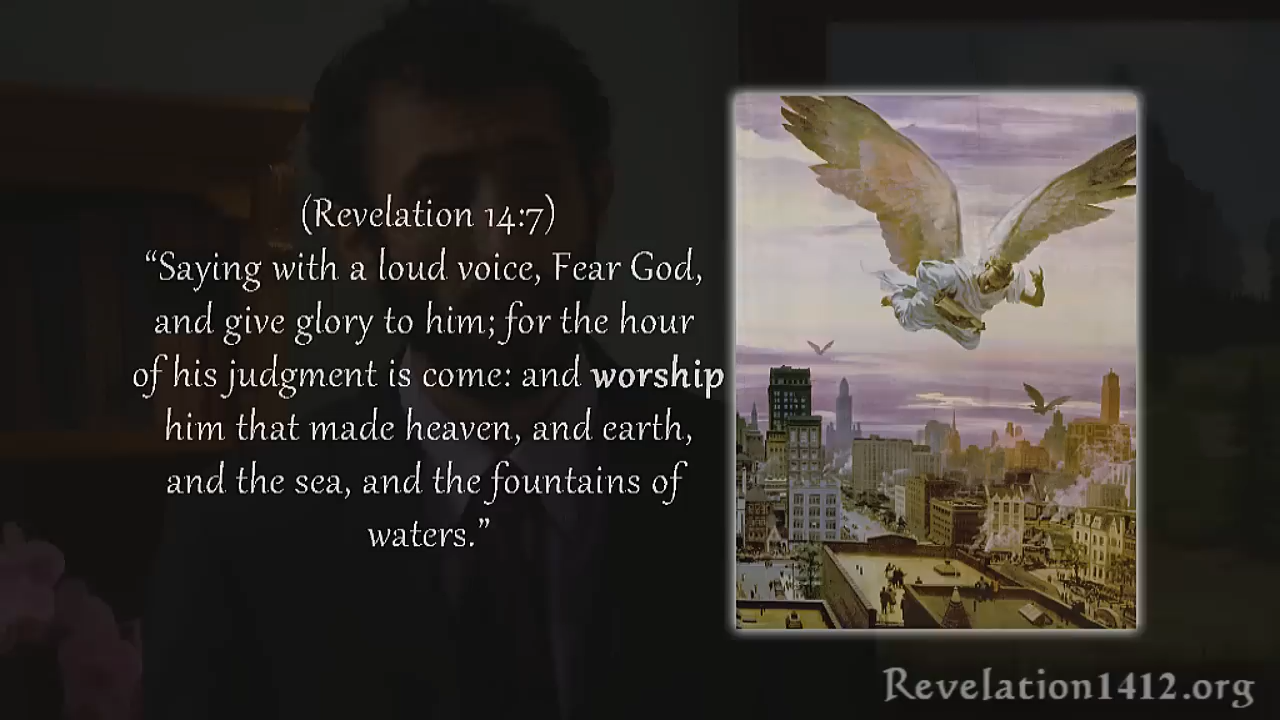 (Revelation 14:7)
“Saying with a loud voice, Fear God,
and give glory to him; for the hour
of his judgment is come: and worship
him that made heaven, and earth,
and the sea, and the fountains of
waters.”
Revelation1412.org